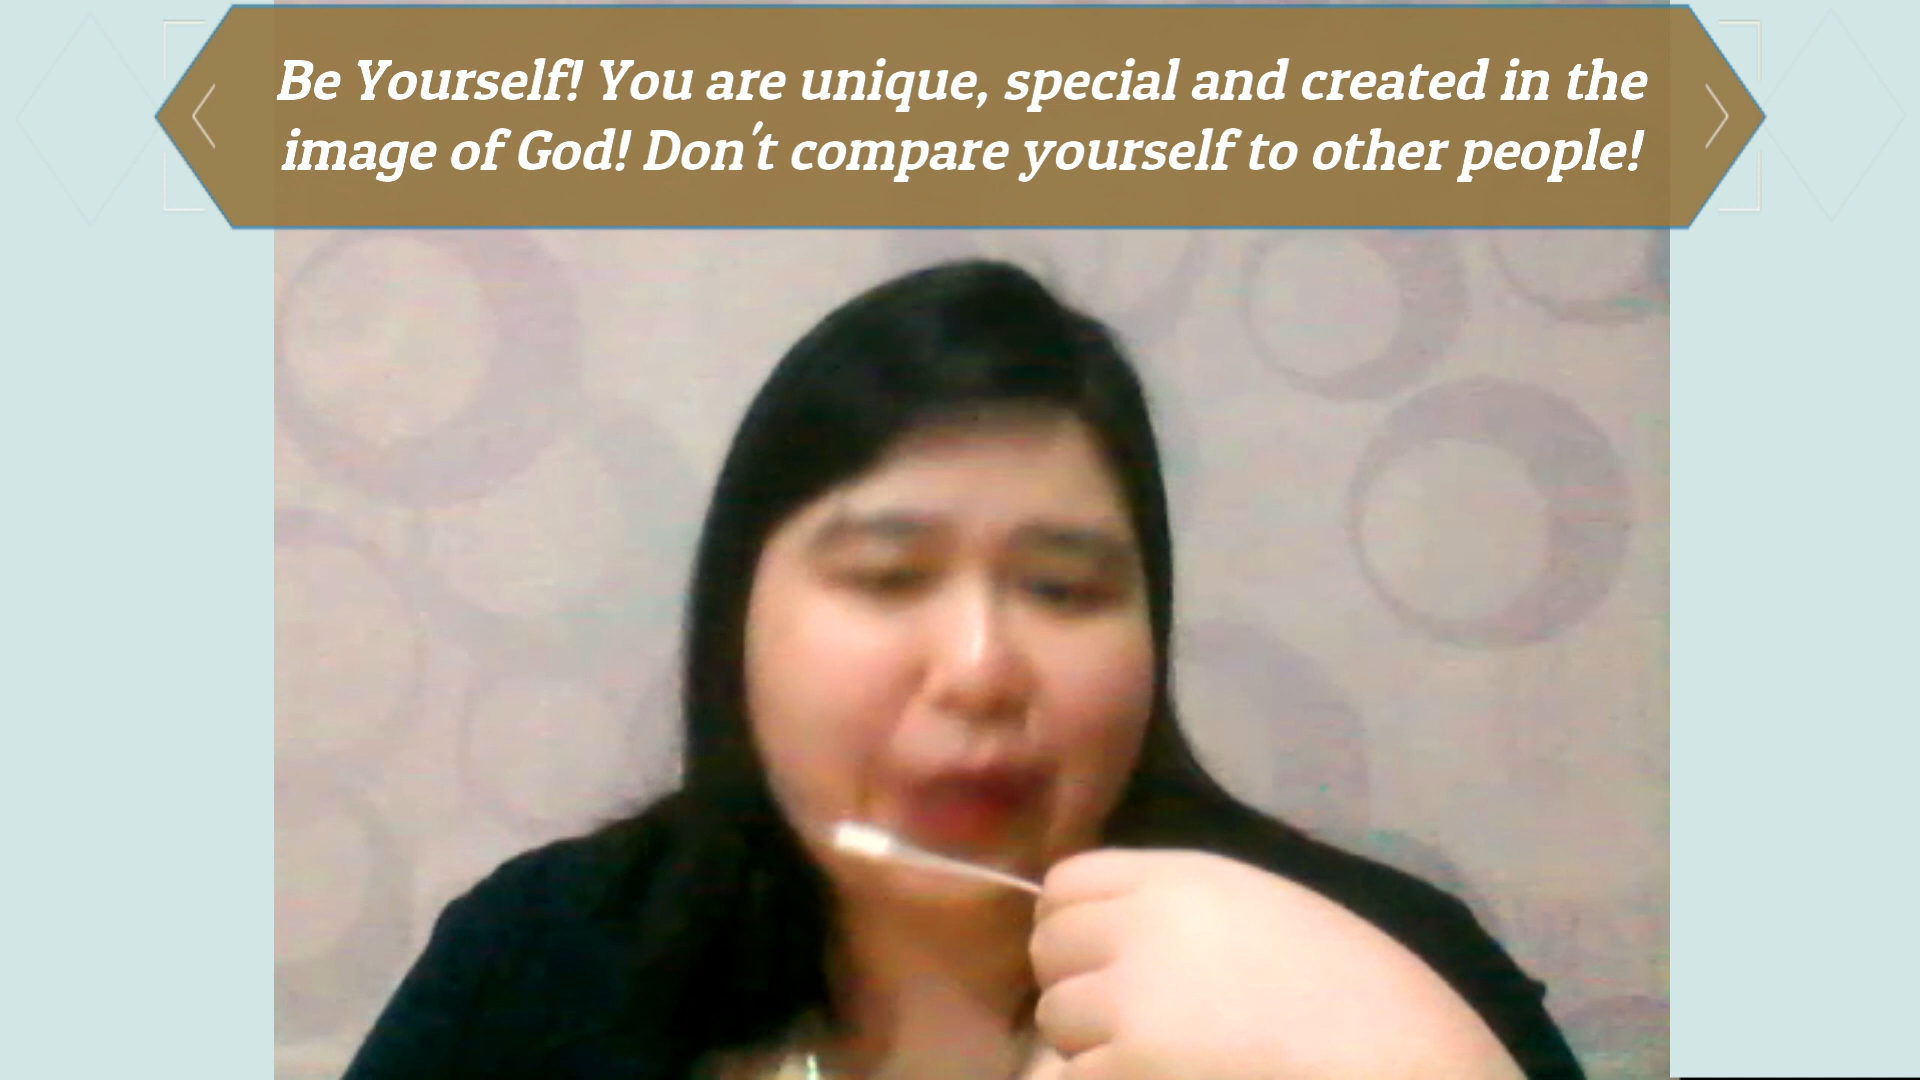 Be Yourself! You are unique, special and created in the
image of God! Don't compare yourself to other people!